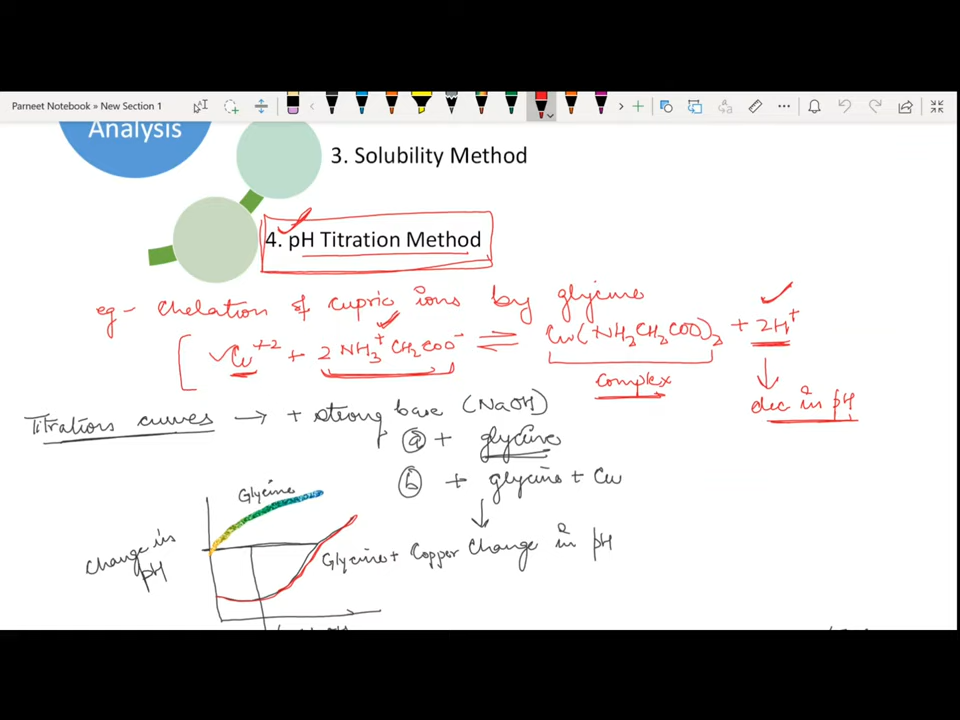 Parneet Notebook » New Section 1
Analysis
3. Solubility Method
4. pH Titration Method
eg - Chelation of cupric ions by glycine
Cu+2 + 2 NH3+ CH2COO- ⇌ Cu(NH2CH2COO)2 + 2H+
Complex
dec in pH
Titration curves → + strong base (NaOH)
(a) + glycine
(b) + glycine + Cu
Change in pH
Glycine
Change in
pH
Glycine + Copper